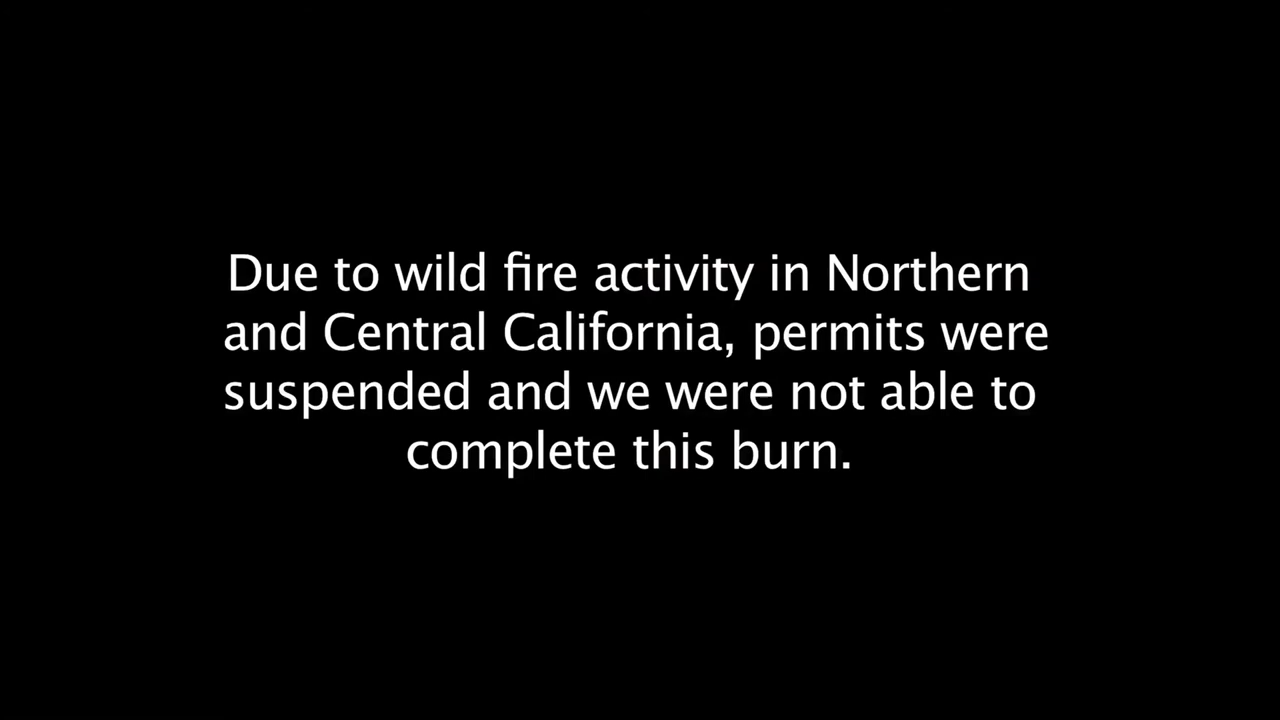 Due to wild fire activity in Northern
and Central California, permits were
suspended and we were not able to
complete this burn.